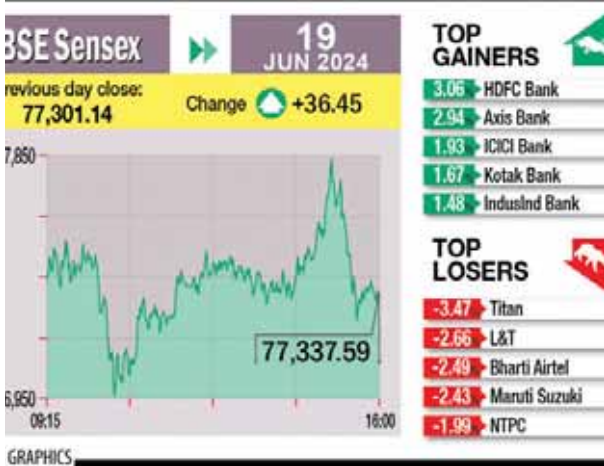 BSE Sensex
19
JUN 2024
revious day close:
77,301.14
Change +36.45
7,850
77,337.59
6,950
09:15
16:00
TOP
GAINERS
3.06 HDFC Bank
2.94 Axis Bank
1.93 ICICI Bank
1.67 Kotak Bank
1.48 IndusInd Bank
TOP
LOSERS
-3.47 Titan
-2.66 L&T
-2.49 Bharti Airtel
-2.43 Maruti Suzuki
-1.99 NTPC
GRAPHICS